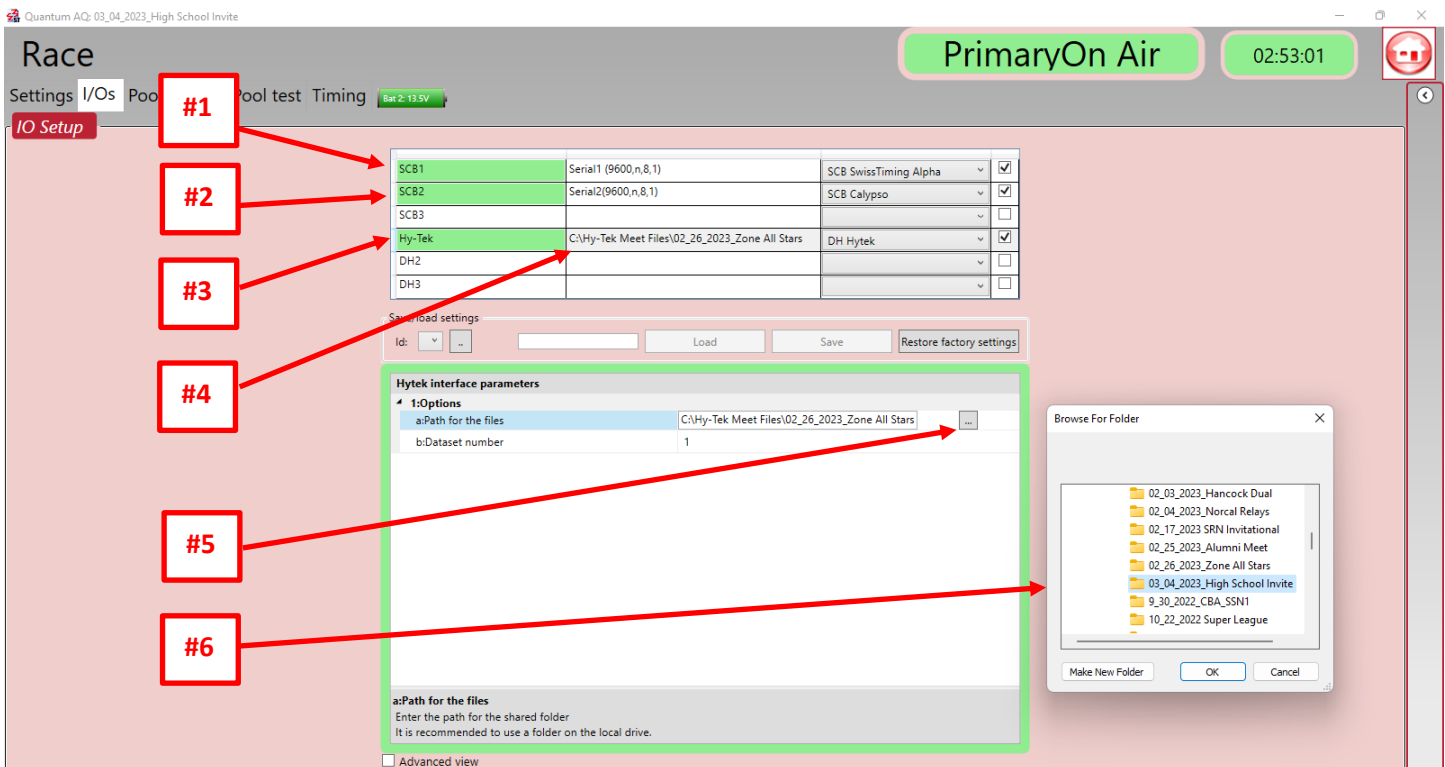 Quantum AQ: 03_04_2023_High School Invite
Race
PrimaryOn Air
02:53:01
Settings I/Os Poo Pool test Timing Bat 2: 13.5V
IO Setup
#1
#2
#3
#4
#5
#6
SCB1 Serial1 (9600,n,8,1) SCB SwissTiming Alpha
SCB2 Serial2(9600,n,8,1) SCB Calypso
SCB3
Hy-Tek C:\Hy-Tek Meet Files\02_26_2023_Zone All Stars DH Hytek
DH2
DH3
Save/load settings
Id: .. Load Save Restore factory settings
Hytek interface parameters
1:Options
a:Path for the files C:\Hy-Tek Meet Files\02_26_2023_Zone All Stars ...
b:Dataset number 1
a:Path for the files
Enter the path for the shared folder
It is recommended to use a folder on the local drive.
Advanced view
Browse For Folder
02_03_2023_Hancock Dual
02_04_2023_Norcal Relays
02_17_2023 SRN Invitational
02_25_2023_Alumni Meet
02_26_2023_Zone All Stars
03_04_2023_High School Invite
9_30_2022_CBA_SSN1
10_22_2022 Super League
Make New Folder OK Cancel